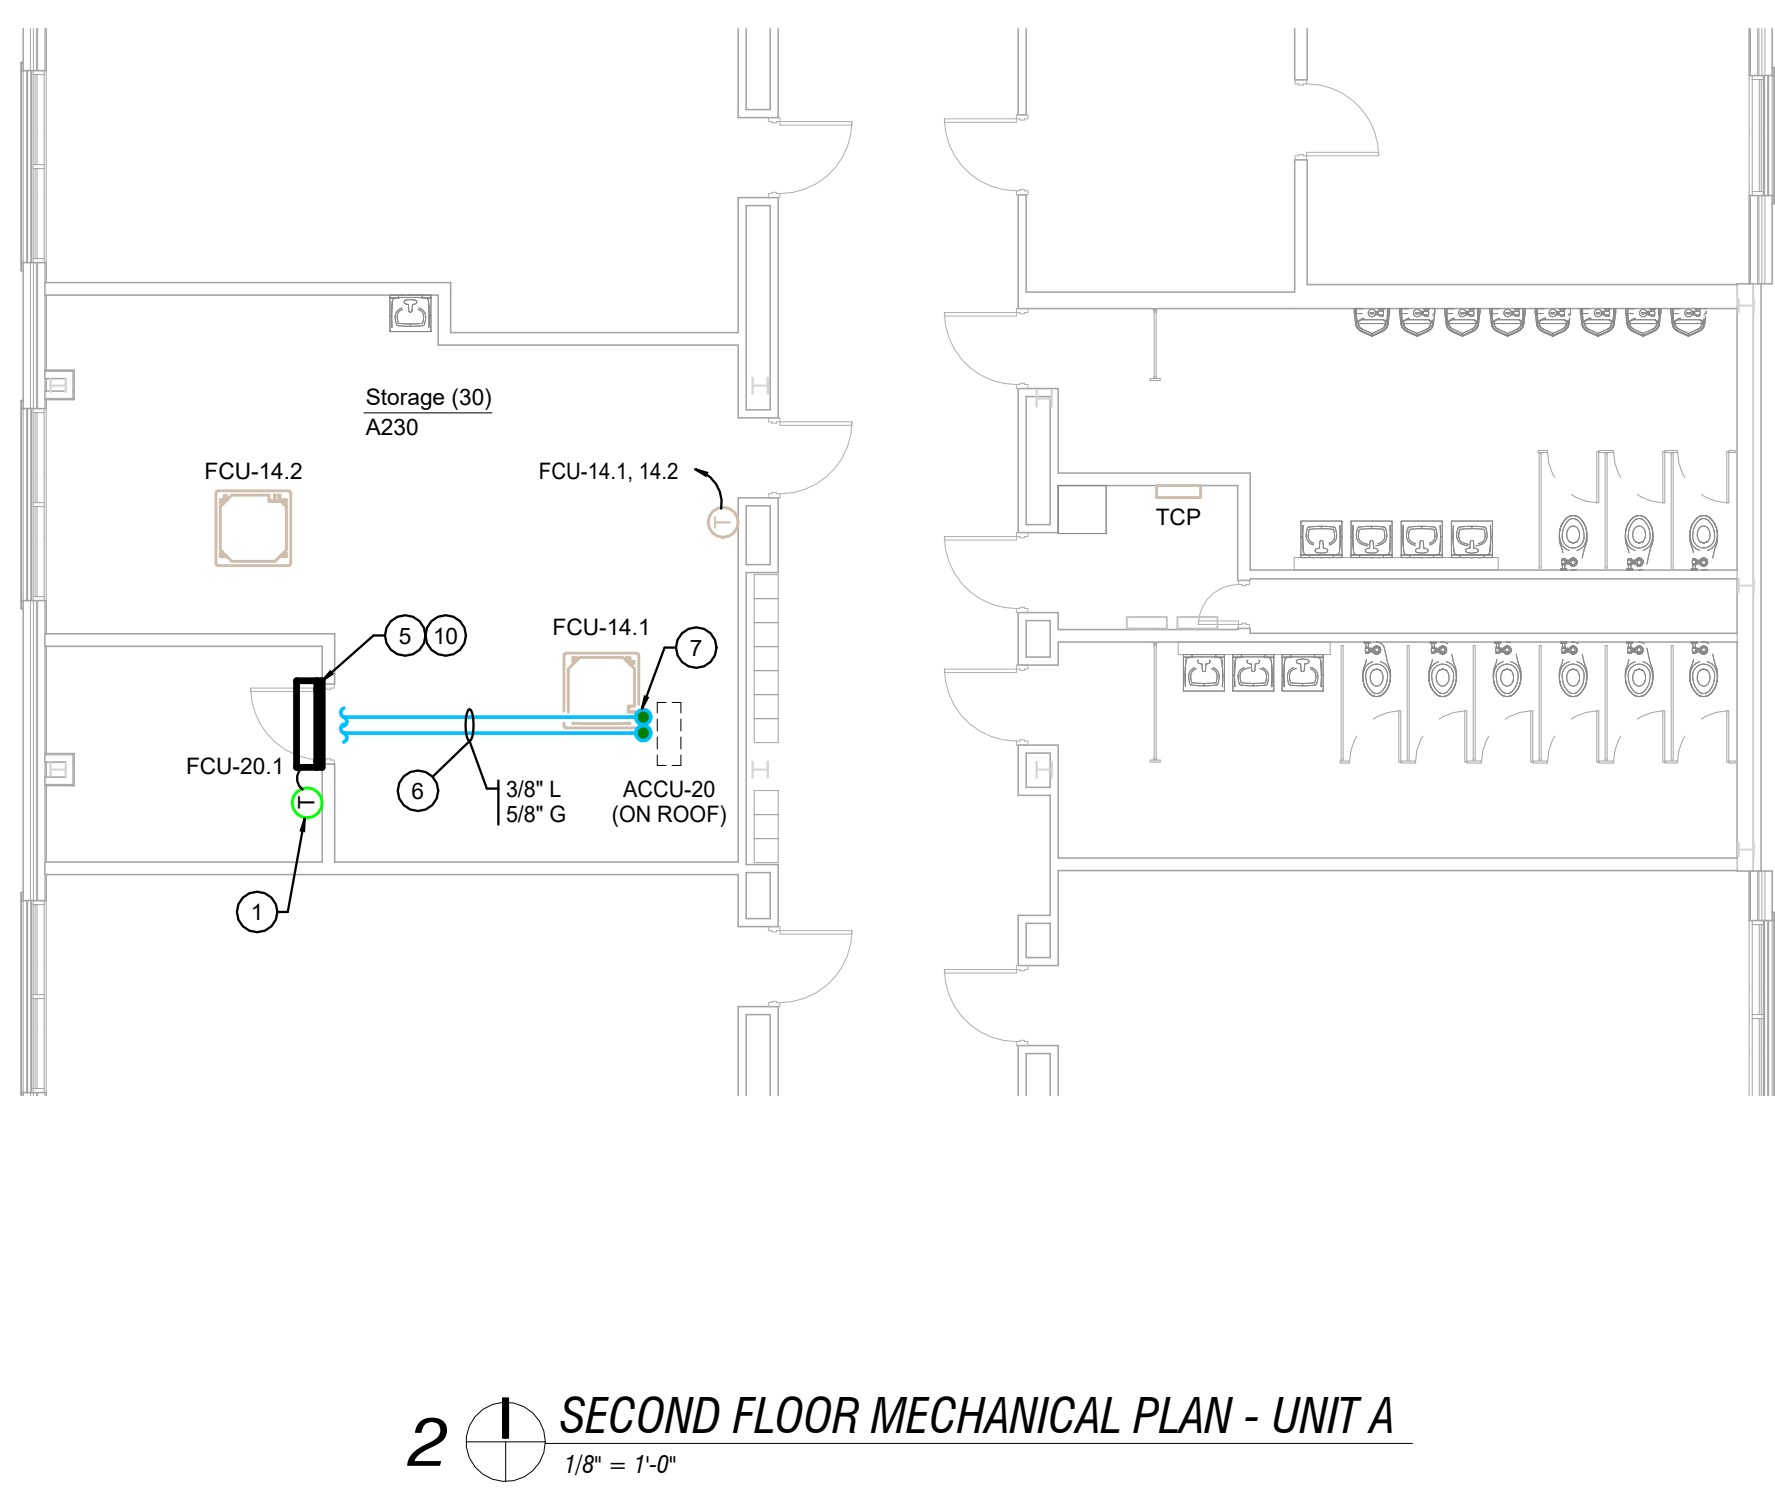 Storage (30)
A230
FCU-14.2
FCU-14.1, 14.2
T
TCP
5
10
FCU-14.1
7
FCU-20.1
T
6
3/8" L
5/8" G
ACCU-20
(ON ROOF)
1
2
SECOND FLOOR MECHANICAL PLAN - UNIT A
1/8" = 1'-0"